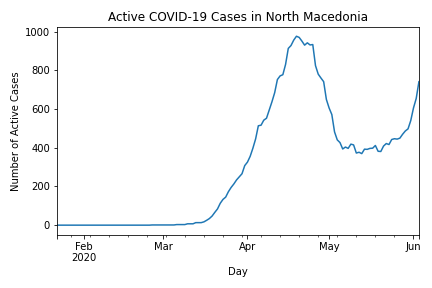 Active COVID-19 Cases in North Macedonia
1000
800
600
400
200
0
Number of Active Cases
Feb
2020
Mar
Apr
May
Jun
Day